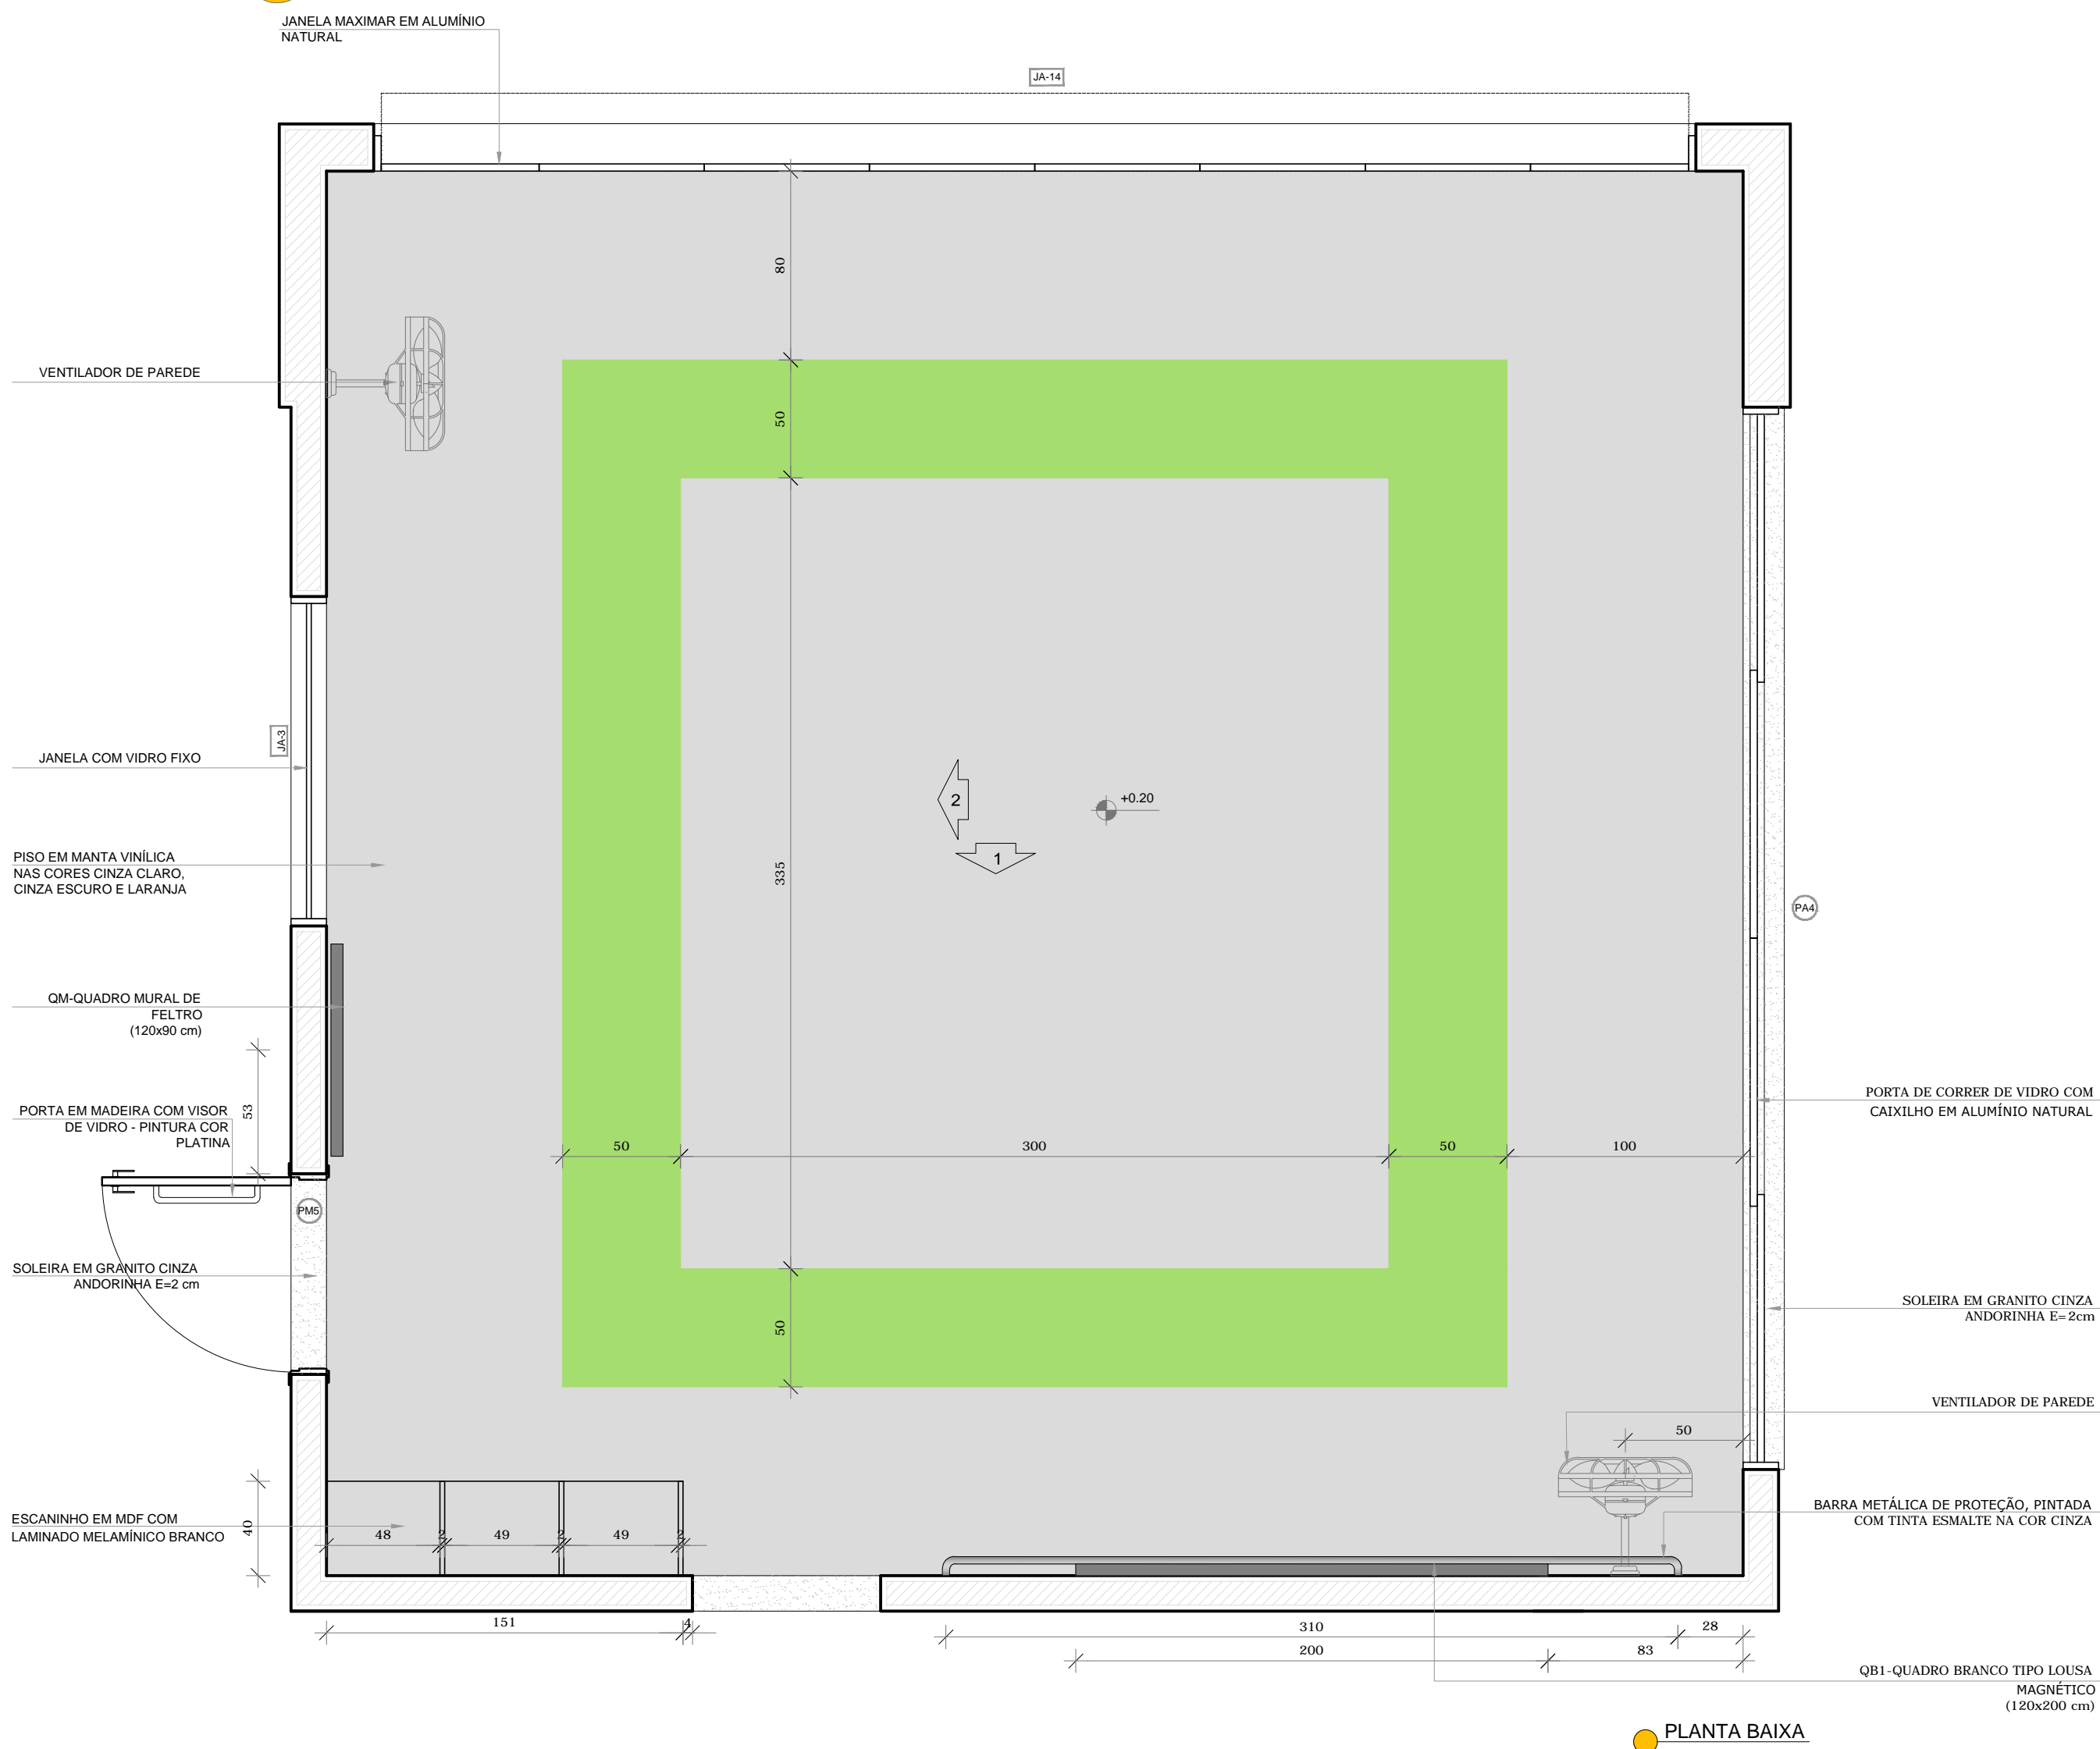 JANELA MAXIMAR EM ALUMÍNIO
NATURAL
JA-14
80
VENTILADOR DE PAREDE
50
JA-3
JANELA COM VIDRO FIXO
2
+0.20
1
PISO EM MANTA VINÍLICA
NAS CORES CINZA CLARO,
CINZA ESCURO E LARANJA
335
PA4
QM-QUADRO MURAL DE
FELTRO
(120x90 cm)
53
PORTA EM MADEIRA COM VISOR
DE VIDRO - PINTURA COR
PLATINA
PORTA DE CORRER DE VIDRO COM
CAIXILHO EM ALUMÍNIO NATURAL
50
300
50
100
PM5
SOLEIRA EM GRANITO CINZA
ANDORINHA E=2 cm
50
SOLEIRA EM GRANITO CINZA
ANDORINHA E=2cm
VENTILADOR DE PAREDE
50
ESCANINHO EM MDF COM
LAMINADO MELAMÍNICO BRANCO
40
48
2
49
2
49
2
BARRA METÁLICA DE PROTEÇÃO, PINTADA
COM TINTA ESMALTE NA COR CINZA
151
4
310
28
200
83
QB1-QUADRO BRANCO TIPO LOUSA
MAGNÉTICO
(120x200 cm)
PLANTA BAIXA